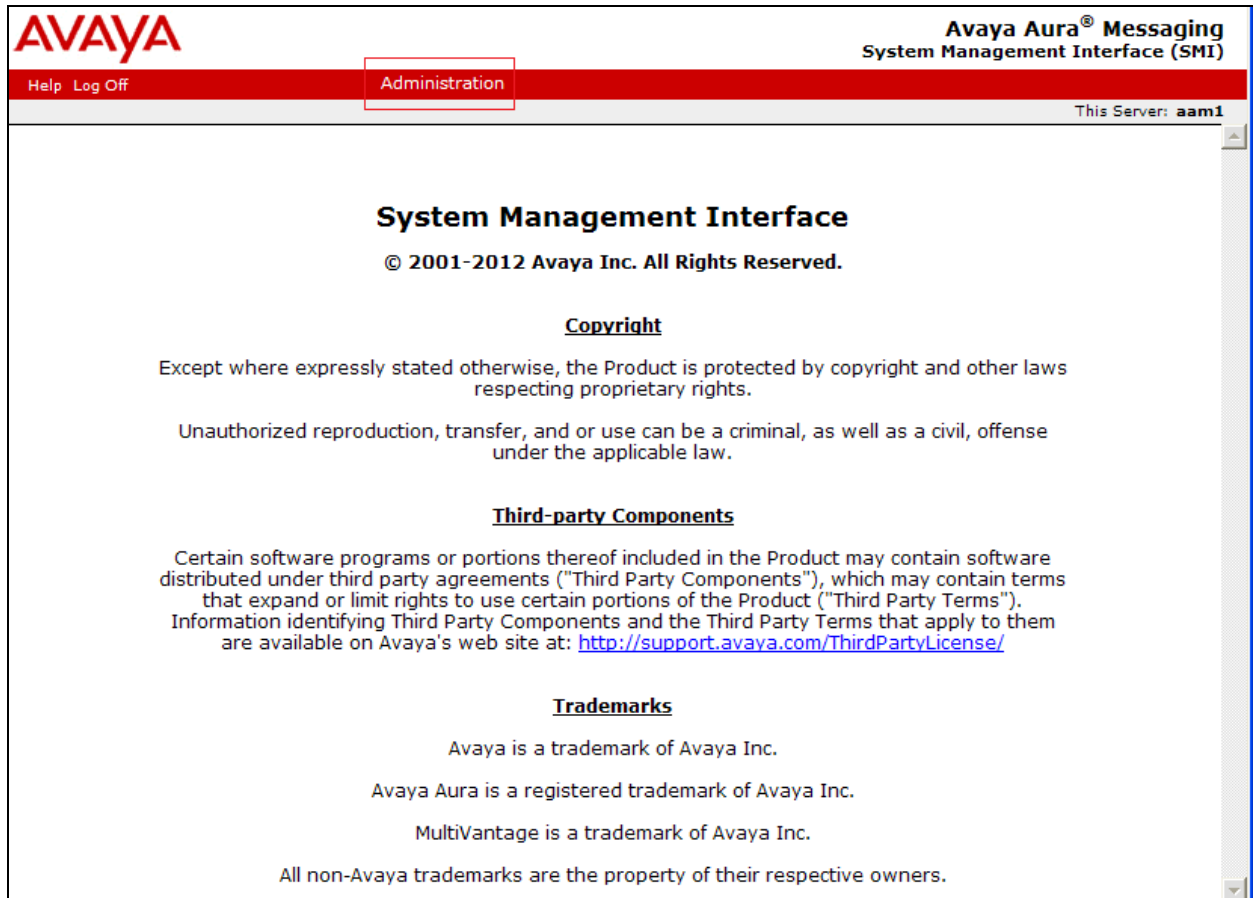 AVAYA
Avaya Aura® Messaging
System Management Interface (SMI)
Help Log Off Administration
This Server: aam1
System Management Interface
© 2001-2012 Avaya Inc. All Rights Reserved.
Copyright
Except where expressly stated otherwise, the Product is protected by copyright and other laws
respecting proprietary rights.
Unauthorized reproduction, transfer, and or use can be a criminal, as well as a civil, offense
under the applicable law.
Third-party Components
Certain software programs or portions thereof included in the Product may contain software
distributed under third party agreements ("Third Party Components"), which may contain terms
that expand or limit rights to use certain portions of the Product ("Third Party Terms").
Information identifying Third Party Components and the Third Party Terms that apply to them
are available on Avaya's web site at: http://support.avaya.com/ThirdPartyLicense/
Trademarks
Avaya is a trademark of Avaya Inc.
Avaya Aura is a registered trademark of Avaya Inc.
MultiVantage is a trademark of Avaya Inc.
All non-Avaya trademarks are the property of their respective owners.